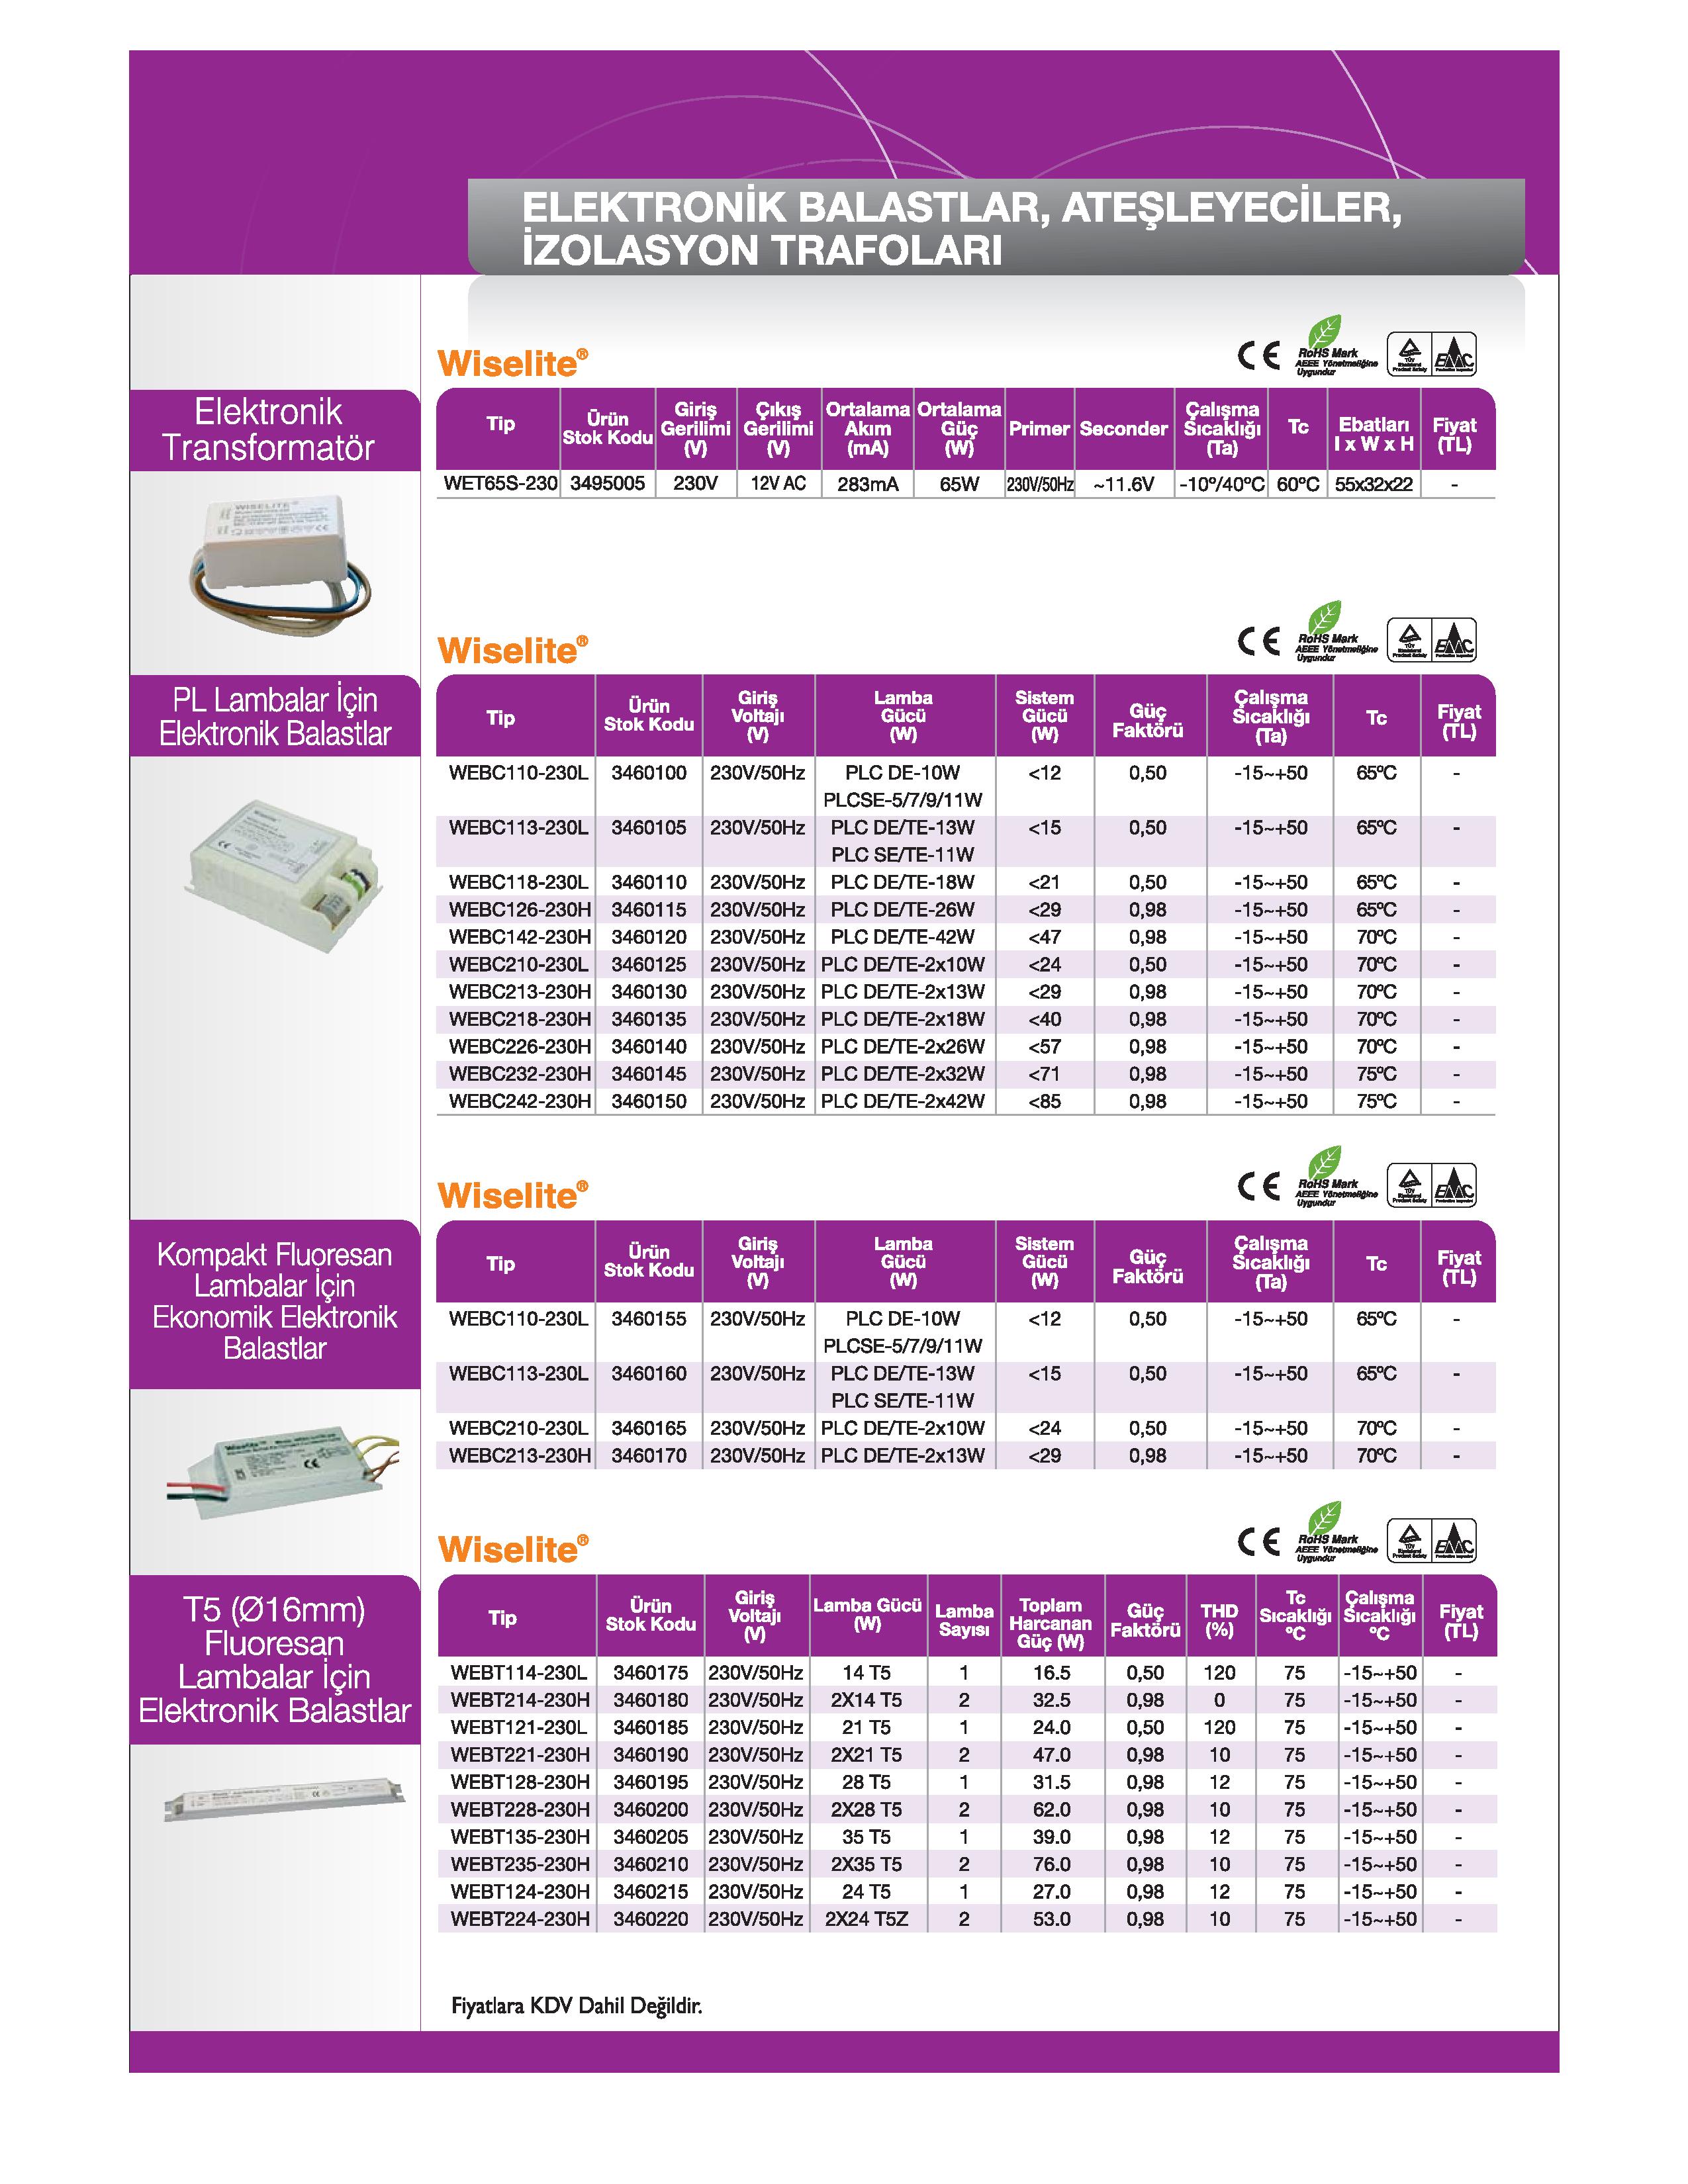 ELEKTRONİK BALASTLAR, ATEŞLEYECİLER,
İZOLASYON TRAFOLARI
Elektronik
Transformatör
Wiselite®
CE RoHS Mark
AEEE Yönetmeliğine
Uygundur
Tip Ürün Stok Kodu Giriş Gerilimi (V) Çıkış Gerilimi (V) Ortalama Akım (mA) Ortalama Güç (W) Primer Seconder Çalışma Sıcaklığı (Ta) Tc Ebatları I x W x H Fiyat (TL)
WET65S-230 3495005 230V 12V AC 283mA 65W 230V/50Hz ~11.6V -10º/40ºC 60ºC 55x32x22 -
PL Lambalar İçin
Elektronik Balastlar
Wiselite®
CE RoHS Mark
AEEE Yönetmeliğine
Uygundur
Tip Ürün Stok Kodu Giriş Voltajı (V) Lamba Gücü (W) Sistem Gücü (W) Güç Faktörü Çalışma Sıcaklığı (Ta) Tc Fiyat (TL)
WEBC110-230L 3460100 230V/50Hz PLC DE-10W <12 0,50 -15~+50 65ºC -
PLCSE-5/7/9/11W
WEBC113-230L 3460105 230V/50Hz PLC DE/TE-13W <15 0,50 -15~+50 65ºC -
PLC SE/TE-11W
WEBC118-230L 3460110 230V/50Hz PLC DE/TE-18W <21 0,50 -15~+50 65ºC -
WEBC126-230H 3460115 230V/50Hz PLC DE/TE-26W <29 0,98 -15~+50 65ºC -
WEBC142-230H 3460120 230V/50Hz PLC DE/TE-42W <47 0,98 -15~+50 70ºC -
WEBC210-230L 3460125 230V/50Hz PLC DE/TE-2x10W <24 0,50 -15~+50 70ºC -
WEBC213-230H 3460130 230V/50Hz PLC DE/TE-2x13W <29 0,98 -15~+50 70ºC -
WEBC218-230H 3460135 230V/50Hz PLC DE/TE-2x18W <40 0,98 -15~+50 70ºC -
WEBC226-230H 3460140 230V/50Hz PLC DE/TE-2x26W <57 0,98 -15~+50 70ºC -
WEBC232-230H 3460145 230V/50Hz PLC DE/TE-2x32W <71 0,98 -15~+50 75ºC -
WEBC242-230H 3460150 230V/50Hz PLC DE/TE-2x42W <85 0,98 -15~+50 75ºC -
Kompakt Fluoresan
Lambalar İçin
Ekonomik Elektronik
Balastlar
Wiselite®
CE RoHS Mark
AEEE Yönetmeliğine
Uygundur
Tip Ürün Stok Kodu Giriş Voltajı (V) Lamba Gücü (W) Sistem Gücü (W) Güç Faktörü Çalışma Sıcaklığı (Ta) Tc Fiyat (TL)
WEBC110-230L 3460155 230V/50Hz PLC DE-10W <12 0,50 -15~+50 65ºC -
PLCSE-5/7/9/11W
WEBC113-230L 3460160 230V/50Hz PLC DE/TE-13W <15 0,50 -15~+50 65ºC -
PLC SE/TE-11W
WEBC210-230L 3460165 230V/50Hz PLC DE/TE-2x10W <24 0,50 -15~+50 70ºC -
WEBC213-230H 3460170 230V/50Hz PLC DE/TE-2x13W <29 0,98 -15~+50 70ºC -
T5 (Ø16mm)
Fluoresan
Lambalar İçin
Elektronik Balastlar
Wiselite®
CE RoHS Mark
AEEE Yönetmeliğine
Uygundur
Tip Ürün Stok Kodu Giriş Voltajı (V) Lamba Gücü (W) Lamba Sayısı Toplam Harcanan Güç (W) Güç Faktörü THD (%) Tc Sıcaklığı ºC Çalışma Sıcaklığı ºC Fiyat (TL)
WEBT114-230L 3460175 230V/50Hz 14 T5 1 16.5 0,50 120 75 -15~+50 -
WEBT214-230H 3460180 230V/50Hz 2X14 T5 2 32.5 0,98 0 75 -15~+50 -
WEBT121-230L 3460185 230V/50Hz 21 T5 1 24.0 0,50 120 75 -15~+50 -
WEBT221-230H 3460190 230V/50Hz 2X21 T5 2 47.0 0,98 10 75 -15~+50 -
WEBT128-230H 3460195 230V/50Hz 28 T5 1 31.5 0,98 12 75 -15~+50 -
WEBT228-230H 3460200 230V/50Hz 2X28 T5 2 62.0 0,98 10 75 -15~+50 -
WEBT135-230H 3460205 230V/50Hz 35 T5 1 39.0 0,98 12 75 -15~+50 -
WEBT235-230H 3460210 230V/50Hz 2X35 T5 2 76.0 0,98 10 75 -15~+50 -
WEBT124-230H 3460215 230V/50Hz 24 T5 1 27.0 0,98 12 75 -15~+50 -
WEBT224-230H 3460220 230V/50Hz 2X24 T5Z 2 53.0 0,98 10 75 -15~+50 -
Fiyatlara KDV Dahil Değildir.